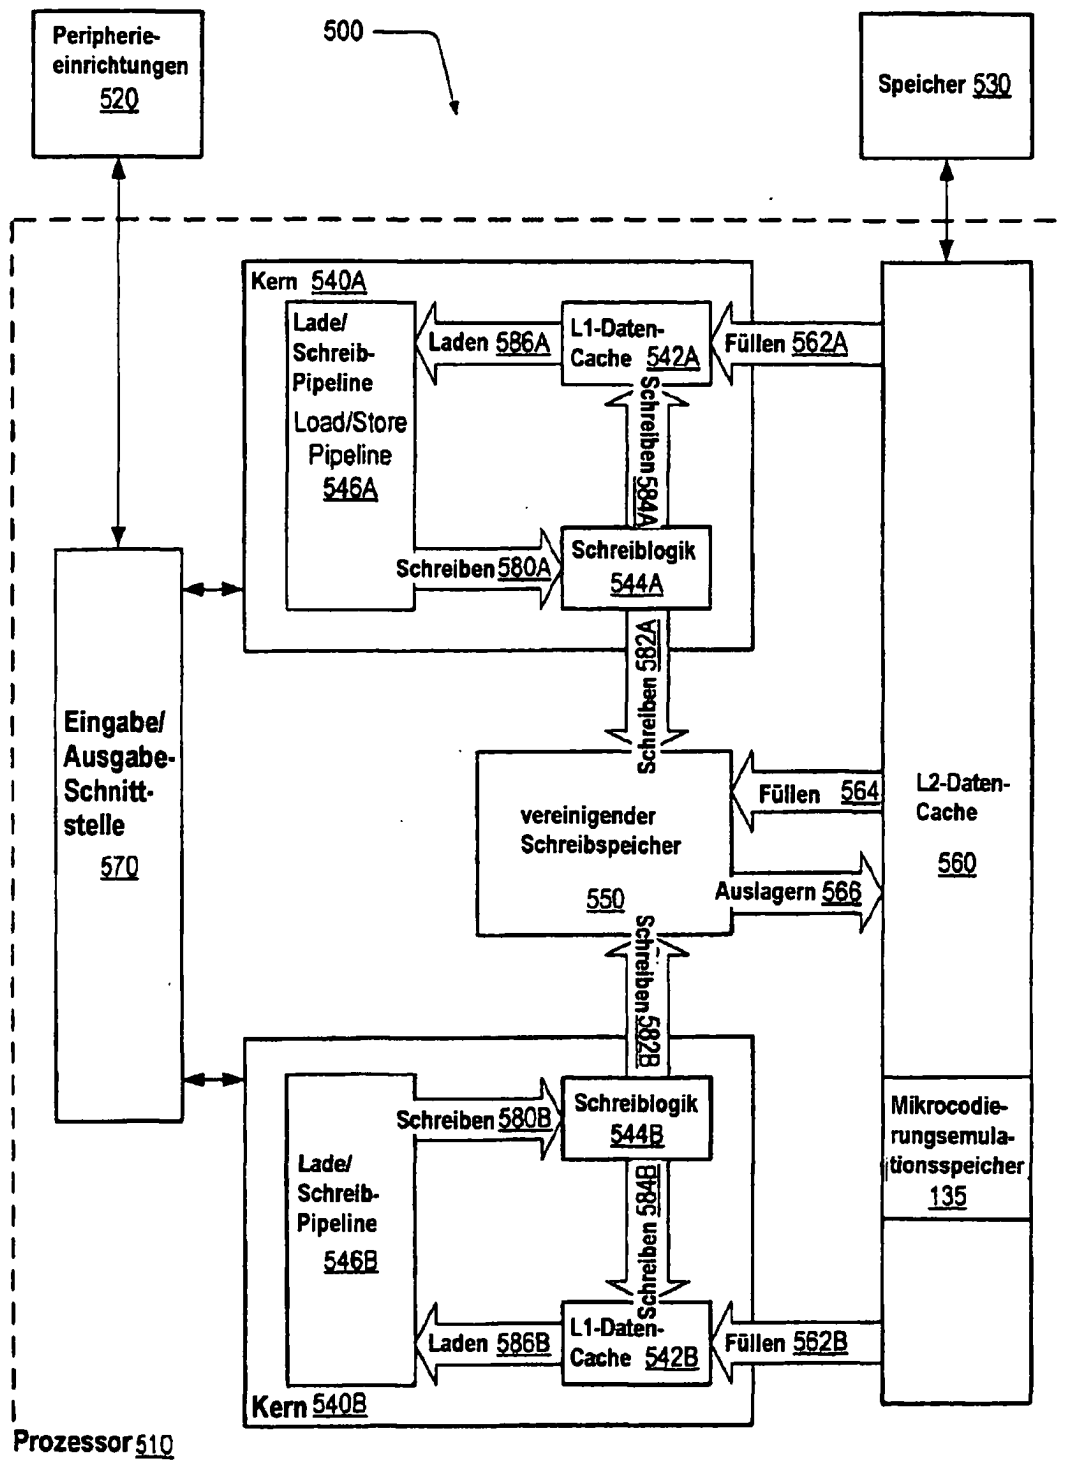 Peripherie-
einrichtungen
520
500
Speicher 530
Kern 540A
Lade/
Schreib-
Pipeline
Load/Store
Pipeline
546A
Laden 586A
L1-Daten-
Cache 542A
Füllen 562A
Schreiben 584A
Schreiben 580A
Schreiblogik
544A
Schreiben 582A
Eingabe/
Ausgabe-
Schnitt-
stelle
570
vereinigender
Schreibspeicher
550
Füllen 564
Auslagern 566
L2-Daten-
Cache
560
Schreiben 582B
Schreiben 580B
Schreiblogik
544B
Mikrocodie-
rungsemula-
tionsspeicher
135
Lade/
Schreib-
Pipeline
546B
Schreiben 584B
Laden 586B
L1-Daten-
Cache 542B
Füllen 562B
Kern 540B
Prozessor 510